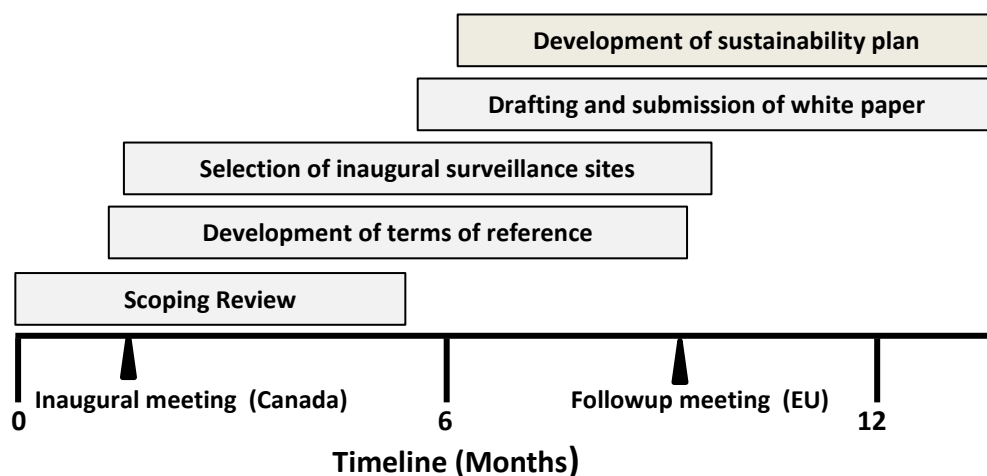 Development of sustainability plan
Drafting and submission of white paper
Selection of inaugural surveillance sites
Development of terms of reference
Scoping Review
Inaugural meeting (Canada)
Followup meeting (EU)
0
6
12
Timeline (Months)